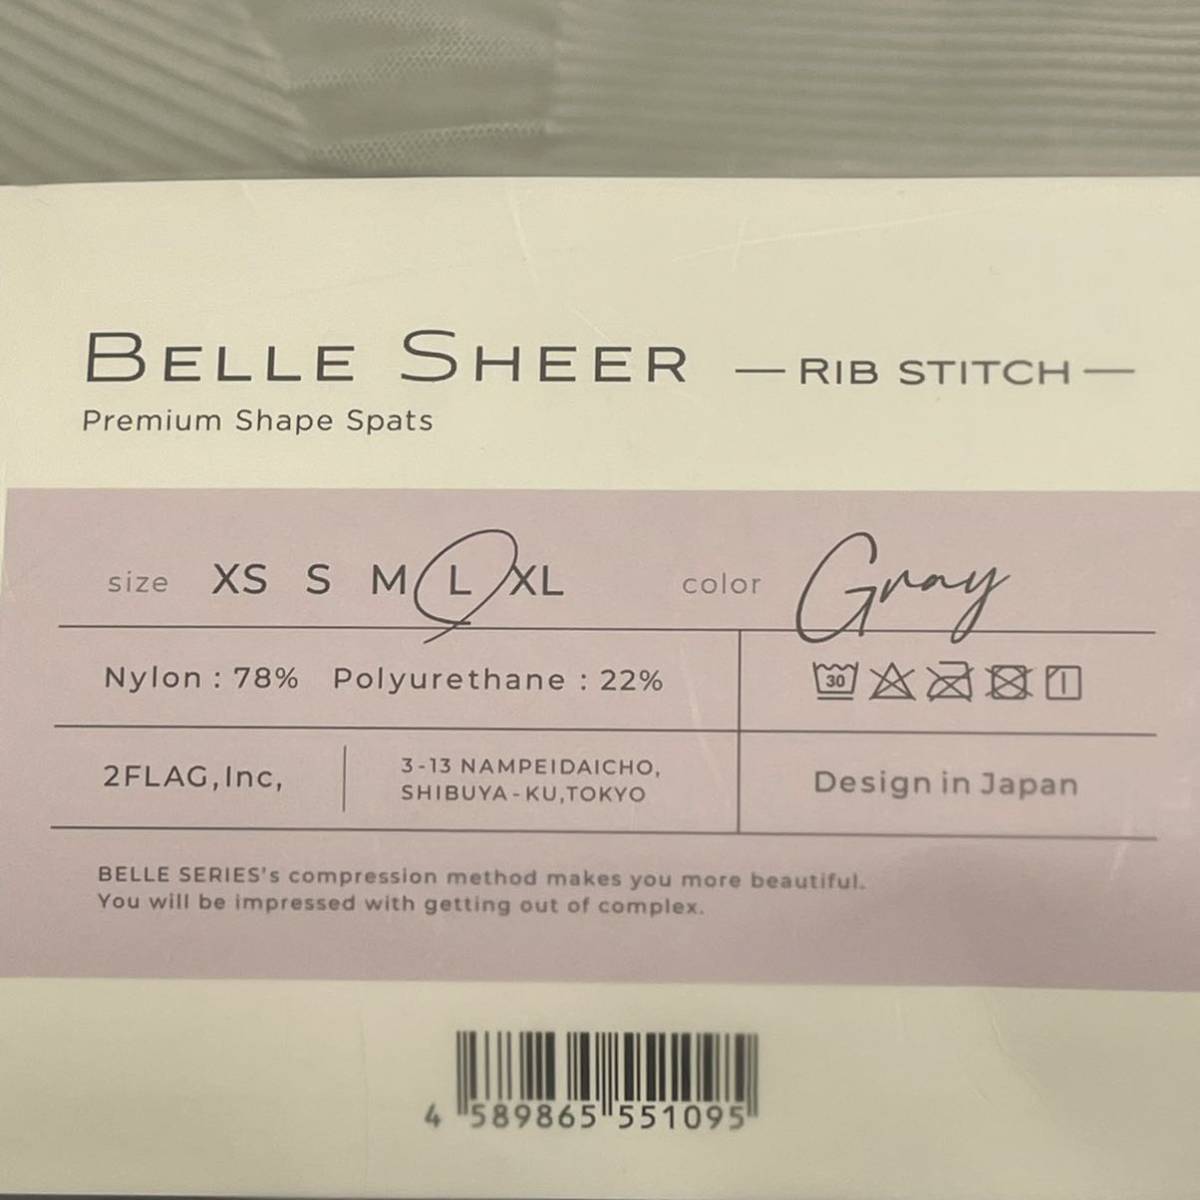 BELLE SHEER — RIB STITCH —
Premium Shape Spats
size XS S M L XL color Gray
Nylon : 78% Polyurethane : 22% 30
2FLAG,Inc, 3-13 NAMPEIDAICHO,
SHIBUYA-KU,TOKYO
Design in Japan
BELLE SERIES's compression method makes you more beautiful.
You will be impressed with getting out of complex.
4 589865 551095